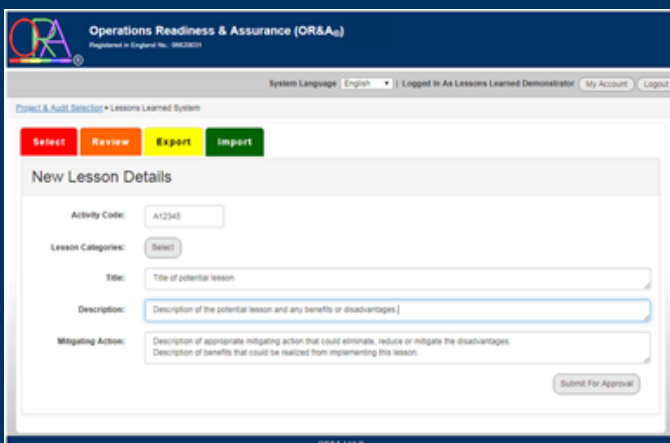 ORA®
Operations Readiness & Assurance (OR&A®)
Registered in England No. 08620031
System Language English | Logged In As Lessons Learned Demonstrator My Account Logout
Project & Audit Selection • Lessons Learned System
Select Review Export Import
New Lesson Details
Activity Code: A12345
Lesson Categories: Select
Title: Title of potential lesson
Description: Description of the potential lesson and any benefits or disadvantages.
Mitigating Action: Description of appropriate mitigating action that could eliminate, reduce or mitigate the disadvantages.
Description of benefits that could be realized from implementing this lesson.
Submit For Approval